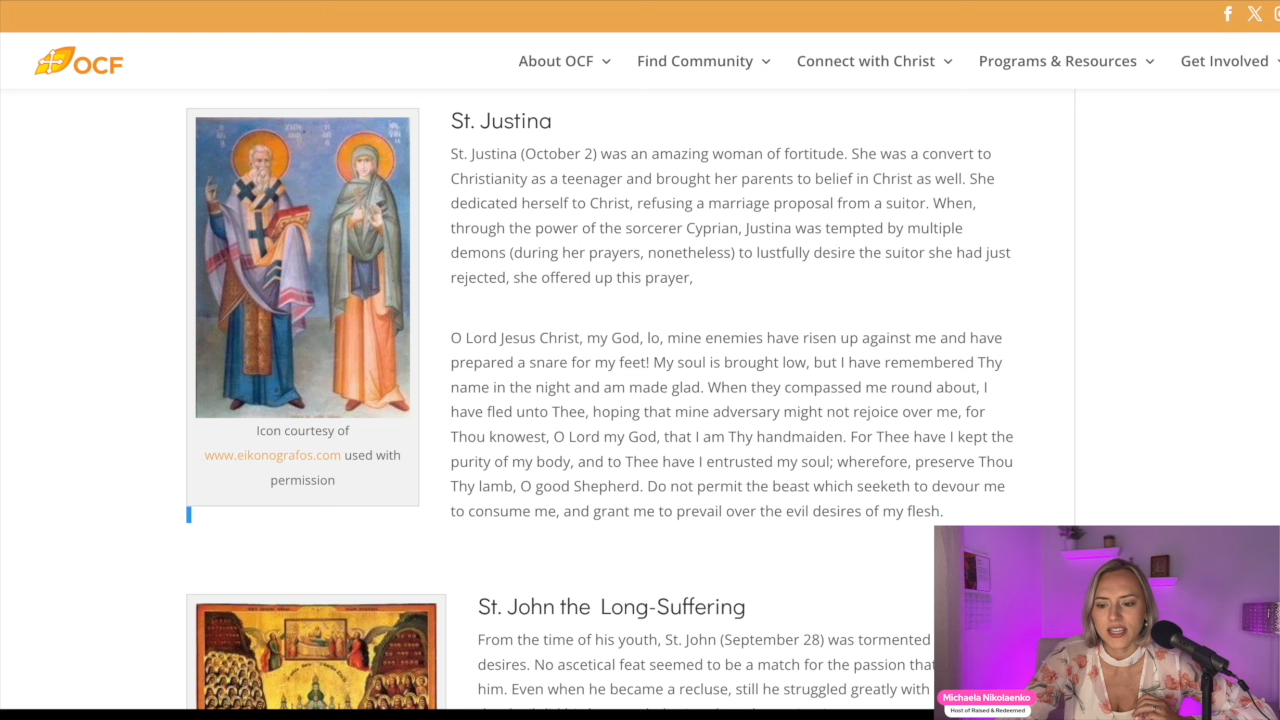 OCF
About OCF
Find Community
Connect with Christ
Programs & Resources
Get Involved
St. Justina
St. Justina (October 2) was an amazing woman of fortitude. She was a convert to
Christianity as a teenager and brought her parents to belief in Christ as well. She
dedicated herself to Christ, refusing a marriage proposal from a suitor. When,
through the power of the sorcerer Cyprian, Justina was tempted by multiple
demons (during her prayers, nonetheless) to lustfully desire the suitor she had just
rejected, she offered up this prayer,
O Lord Jesus Christ, my God, lo, mine enemies have risen up against me and have
prepared a snare for my feet! My soul is brought low, but I have remembered Thy
name in the night and am made glad. When they compassed me round about, I
have fled unto Thee, hoping that mine adversary might not rejoice over me, for
Thou knowest, O Lord my God, that I am Thy handmaiden. For Thee have I kept the
purity of my body, and to Thee have I entrusted my soul; wherefore, preserve Thou
Thy lamb, O good Shepherd. Do not permit the beast which seeketh to devour me
to consume me, and grant me to prevail over the evil desires of my flesh.
Icon courtesy of
www.eikonografos.com used with
permission
St. John the Long-Suffering
From the time of his youth, St. John (September 28) was tormented
desires. No ascetical feat seemed to be a match for the passion
him. Even when he became a recluse, still he struggled greatly with
Michaela Nikolaenko
Host of Raised & Redeemed